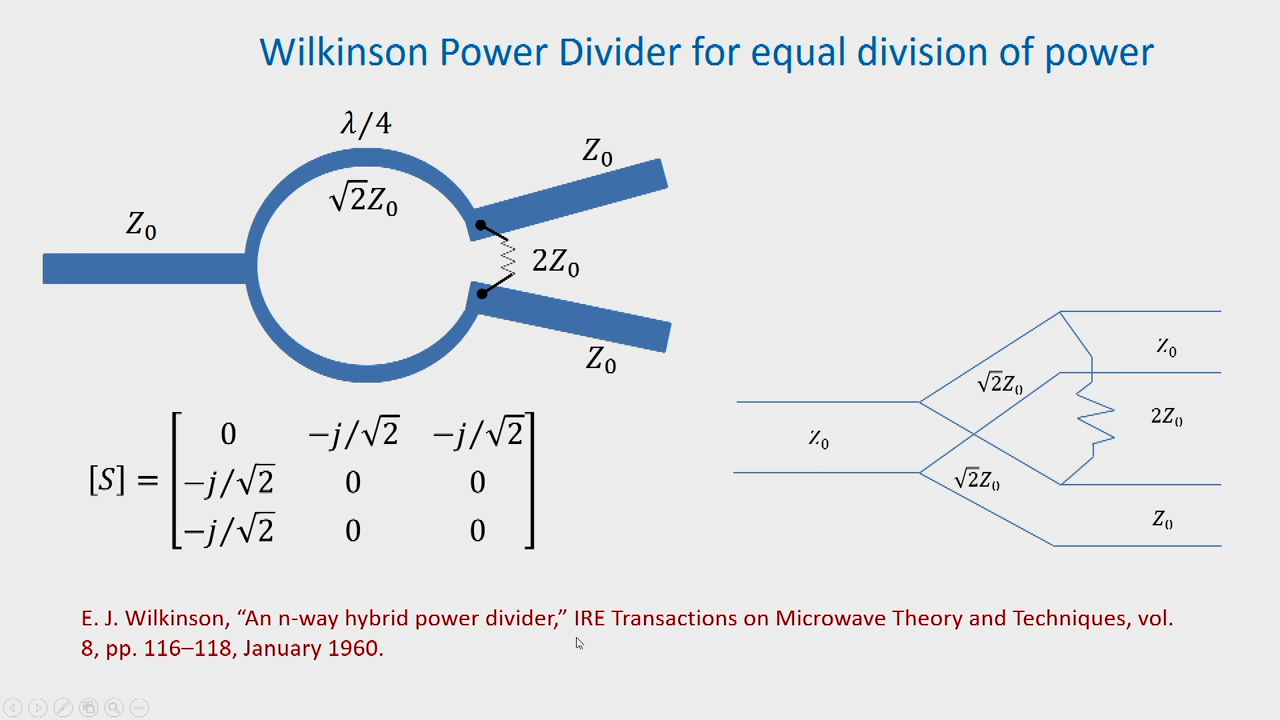 Wilkinson Power Divider for equal division of power
λ/4
√2Z₀
Z₀
Z₀
2Z₀
Z₀
[S] = [0 −j/√2 −j/√2
−j/√2 0 0
−j/√2 0 0]
Z₀
√2Z₀
Z₀
2Z₀
√2Z₀
Z₀
E. J. Wilkinson, “An n-way hybrid power divider,” IRE Transactions on Microwave Theory and Techniques, vol.
8, pp. 116–118, January 1960.